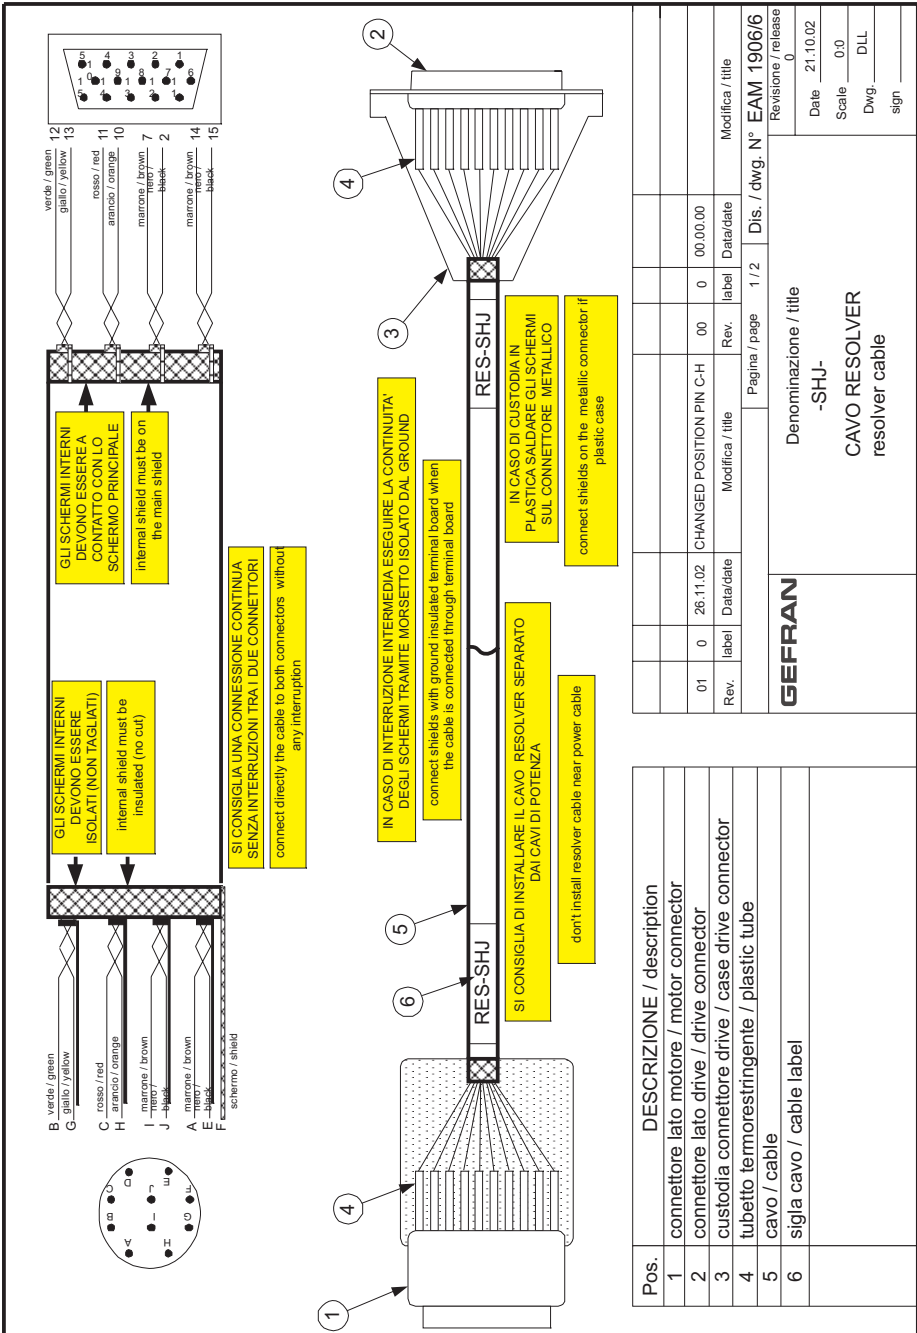 5 4 3 2 1
10 9 8 7 6
15 14 13 12 11
B verde / green
G giallo / yellow
C rosso / red
H arancio / orange
I marrone / brown
J nero / black
A marrone / brown
E nero / black
F schermo / shield
A B C D E F G H I J
verde / green 12
giallo / yellow 13
rosso / red 11
arancio / orange 10
marrone / brown 7
nero / black 2
marrone / brown 14
nero / black 15
GLI SCHERMI INTERNI
DEVONO ESSERE
ISOLATI (NON TAGLIATI)
internal shield must be
insulated (no cut)
GLI SCHERMI INTERNI
DEVONO ESSERE A
CONTATTO CON LO
SCHERMO PRINCIPALE
internal shield must be on
the main shield
SI CONSIGLIA UNA CONNESSIONE CONTINUA
SENZA INTERRUZIONI TRA I DUE CONNETTORI
connect directly the cable to both connectors without
any interruption
IN CASO DI INTERRUZIONE INTERMEDIA ESEGUIRE LA CONTINUITA'
DEGLI SCHERMI TRAMITE MORSETTO ISOLATO DAL GROUND
connect shields with ground insulated terminal board when
the cable is connected through terminal board
1
4
6
5
3
4
2
RES-SHJ
RES-SHJ
SI CONSIGLIA DI INSTALLARE IL CAVO RESOLVER SEPARATO
DAI CAVI DI POTENZA
don't install resolver cable near power cable
IN CASO DI CUSTODIA IN
PLASTICA SALDARE GLI SCHERMI
SUL CONNETTORE METALLICO
connect shields on the metallic connector if
plastic case
Pos. DESCRIZIONE / description
1 connettore lato motore / motor connector
2 connettore lato drive / drive connector
3 custodia connettore drive / case drive connector
4 tubetto termorestringente / plastic tube
5 cavo / cable
6 sigla cavo / cable label
01 0 26.11.02 CHANGED POSITION PIN C-H 00 0 00.00.00
Rev. label Data/date Modifica / title Rev. label Data/date Modifica / title
Pagina / page 1 / 2 Dis. / dwg. N° EAM 1906/6
GEFRAN
Denominazione / title
-SHJ-
CAVO RESOLVER
resolver cable
Revisione / release
0
Date 21.10.02
Scale 0:0
Dwg. DLL
sign